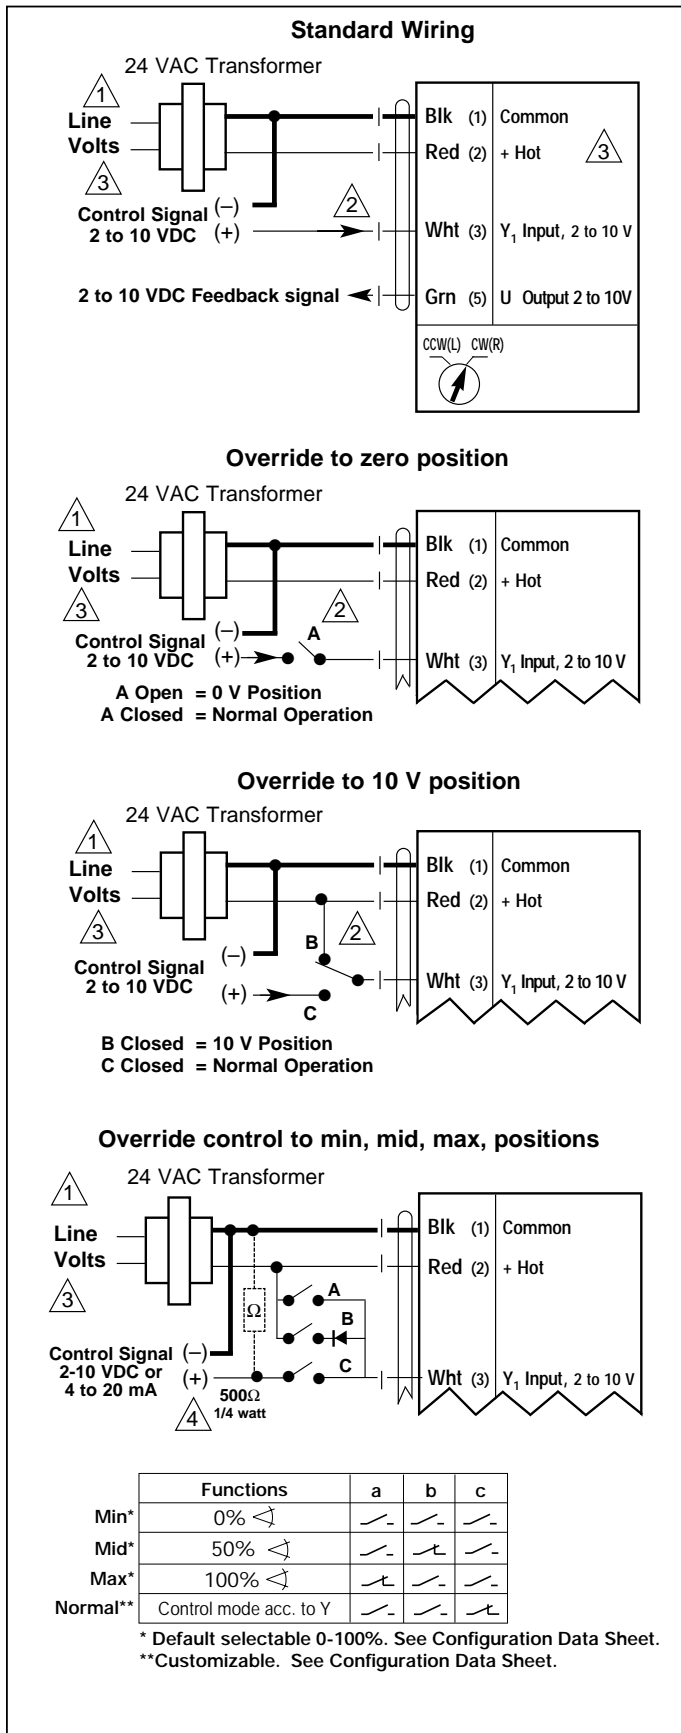 Standard Wiring
24 VAC Transformer
1
Line
Volts
3
Blk (1) Common
Red (2) + Hot
3
Control Signal (–)
2 to 10 VDC (+)
2
Wht (3) Y1 Input, 2 to 10 V
2 to 10 VDC Feedback signal
Grn (5) U Output 2 to 10V
CCW(L) CW(R)
Override to zero position
24 VAC Transformer
1
Line
Volts
3
Blk (1) Common
Red (2) + Hot
Control Signal (–)
2 to 10 VDC (+)
A
2
Wht (3) Y1 Input, 2 to 10 V
A Open = 0 V Position
A Closed = Normal Operation
Override to 10 V position
24 VAC Transformer
1
Line
Volts
3
Blk (1) Common
Red (2) + Hot
Control Signal (–)
2 to 10 VDC (+)
B
2
C
Wht (3) Y1 Input, 2 to 10 V
B Closed = 10 V Position
C Closed = Normal Operation
Override control to min, mid, max, positions
24 VAC Transformer
1
Line
Volts
3
Blk (1) Common
Red (2) + Hot
Ω
A
B
C
Control Signal (–)
2-10 VDC or
4 to 20 mA (+)
4
500Ω
1/4 watt
Wht (3) Y1 Input, 2 to 10 V
Functions a b c
Min* 0%
Mid* 50%
Max* 100%
Normal** Control mode acc. to Y
* Default selectable 0-100%. See Configuration Data Sheet.
**Customizable. See Configuration Data Sheet.